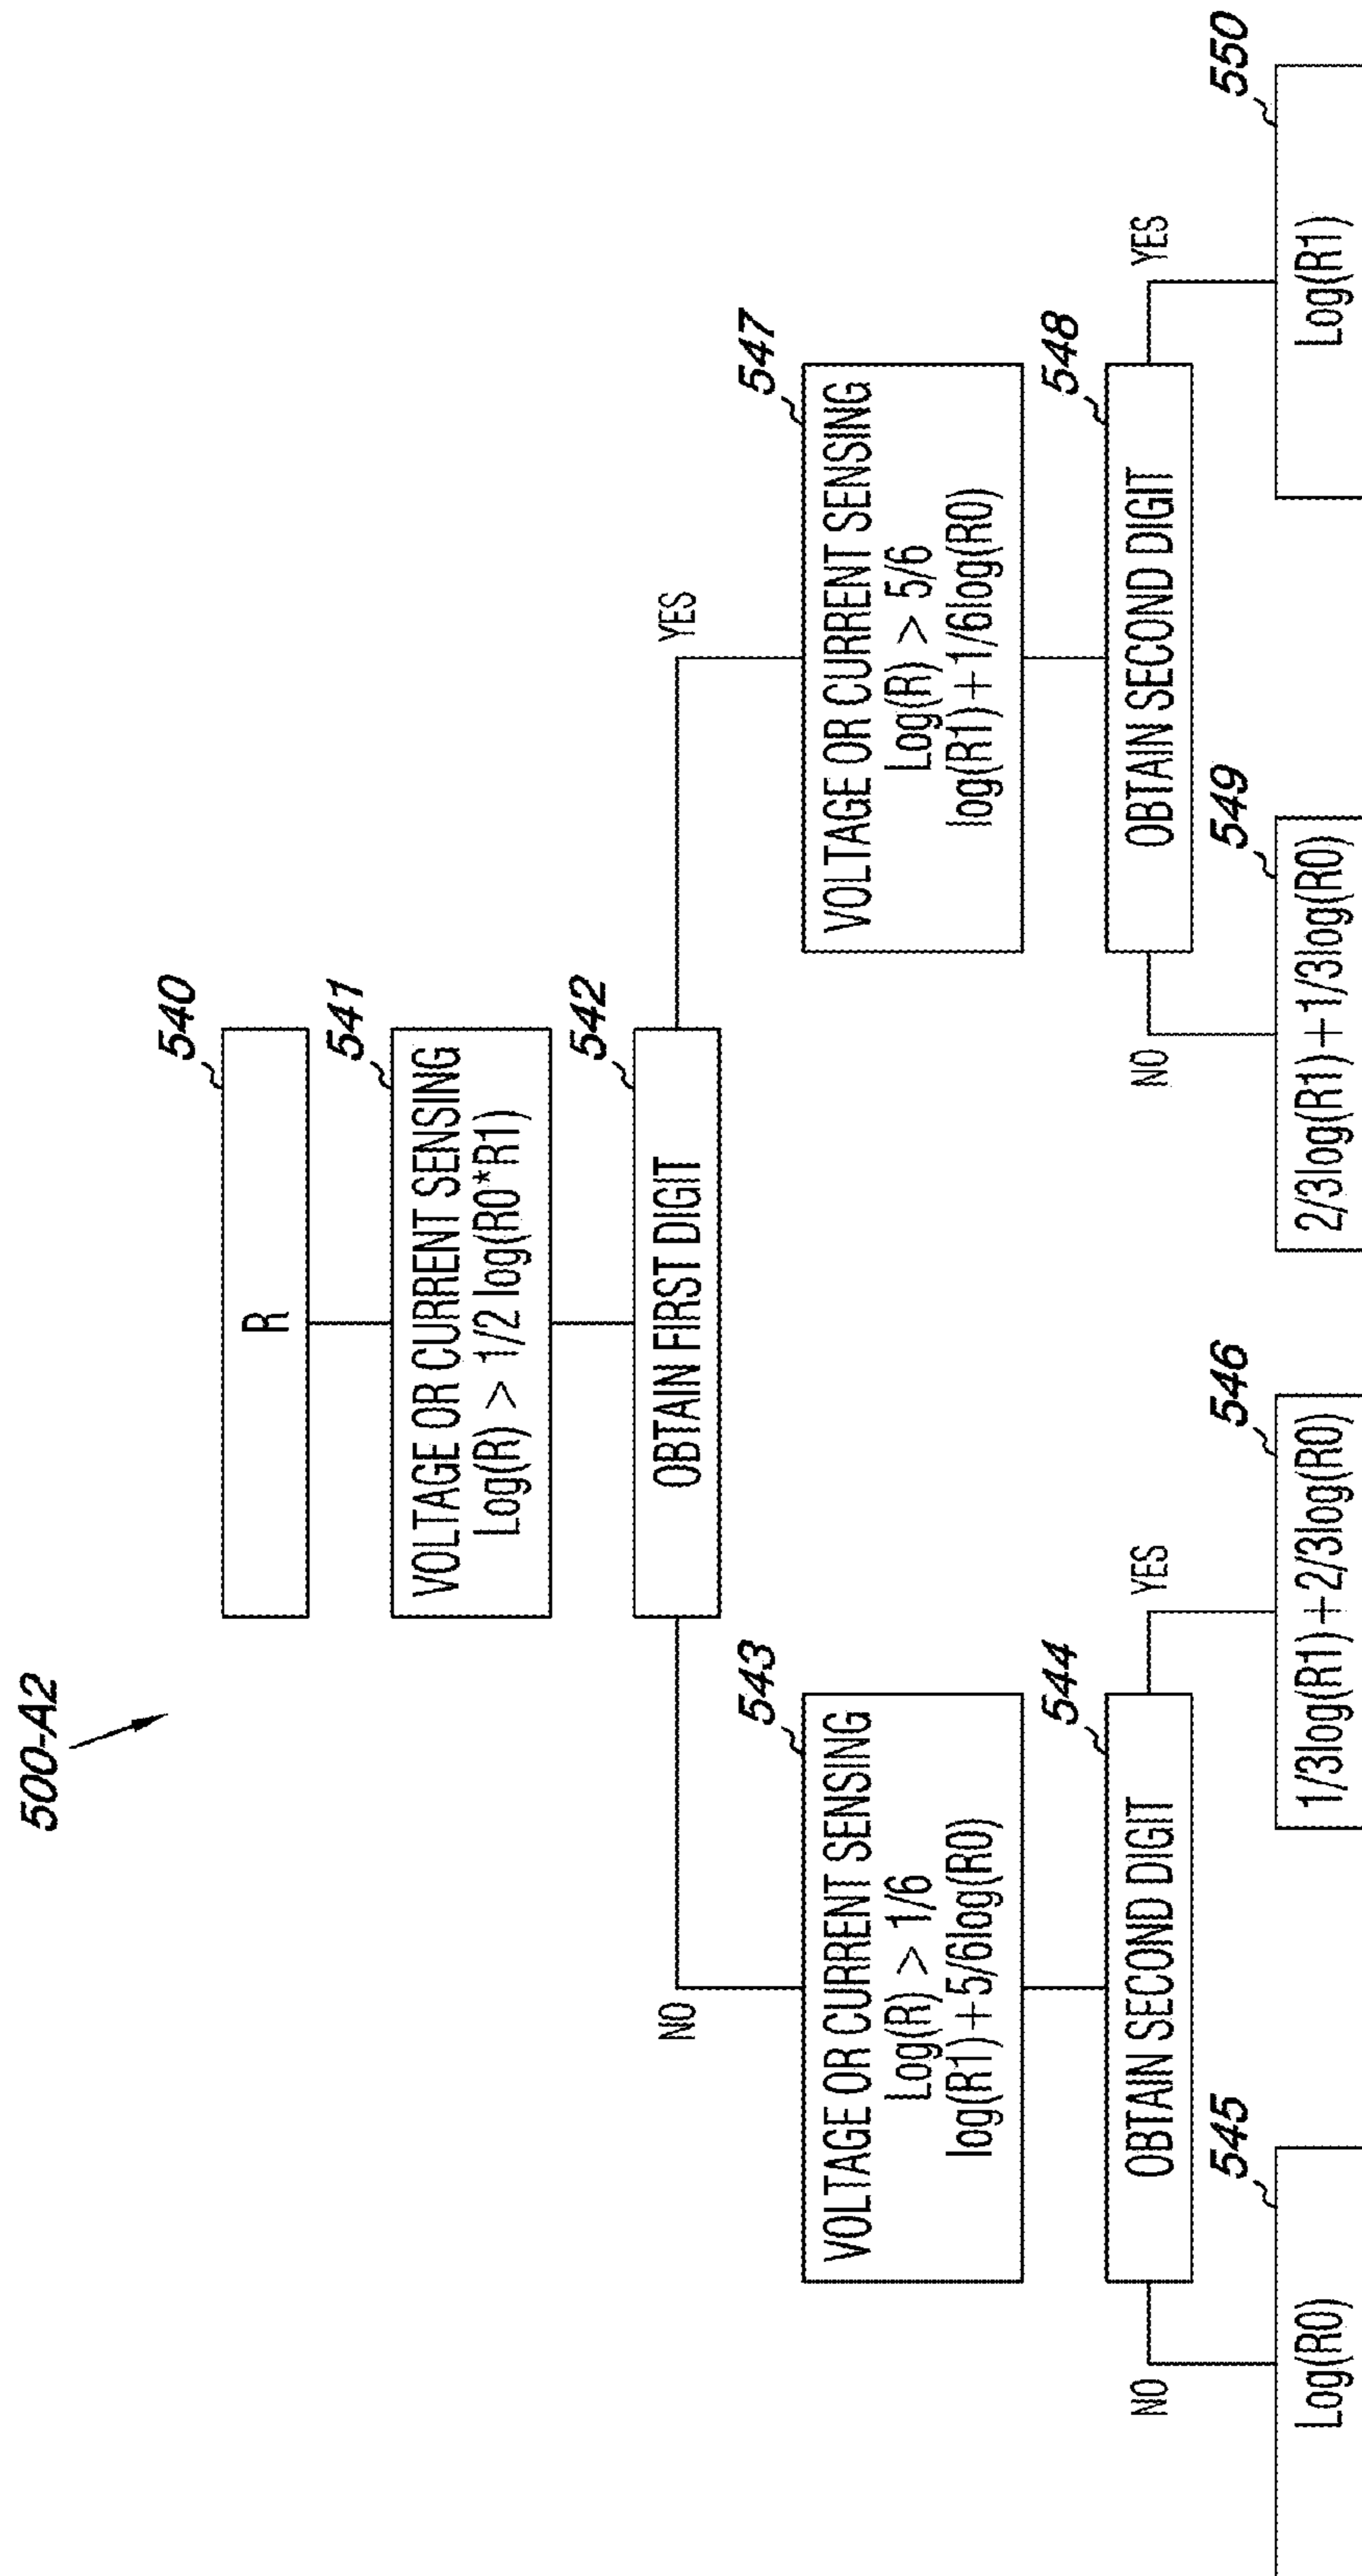 500-A2
540
R
541
VOLTAGE OR CURRENT SENSING
Log(R) > 1/2 log(R0*R1)
542
OBTAIN FIRST DIGIT
NO
YES
543
VOLTAGE OR CURRENT SENSING
Log(R) > 1/6
log(R1)+5/6log(R0)
547
VOLTAGE OR CURRENT SENSING
Log(R) > 5/6
log(R1)+1/6log(R0)
544
OBTAIN SECOND DIGIT
548
OBTAIN SECOND DIGIT
NO
YES
NO
YES
545
Log(R0)
546
1/3log(R1)+2/3log(R0)
549
2/3log(R1)+1/3log(R0)
550
Log(R1)